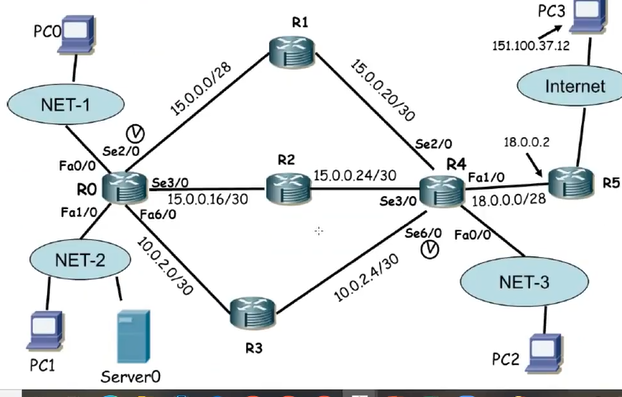 PC0
NET-1
Fa0/0
Se2/0
V
R0
Se3/0
Fa1/0
Fa6/0
NET-2
PC1
Server0
15.0.0.0/28
R1
15.0.0.20/30
R2
15.0.0.16/30
15.0.0.24/30
10.0.2.0/30
R3
10.0.2.4/30
Se2/0
R4
Se3/0
Fa1/0
Se6/0
V
Fa0/0
NET-3
PC2
18.0.0.0/28
18.0.0.2
R5
Internet
151.100.37.12
PC3